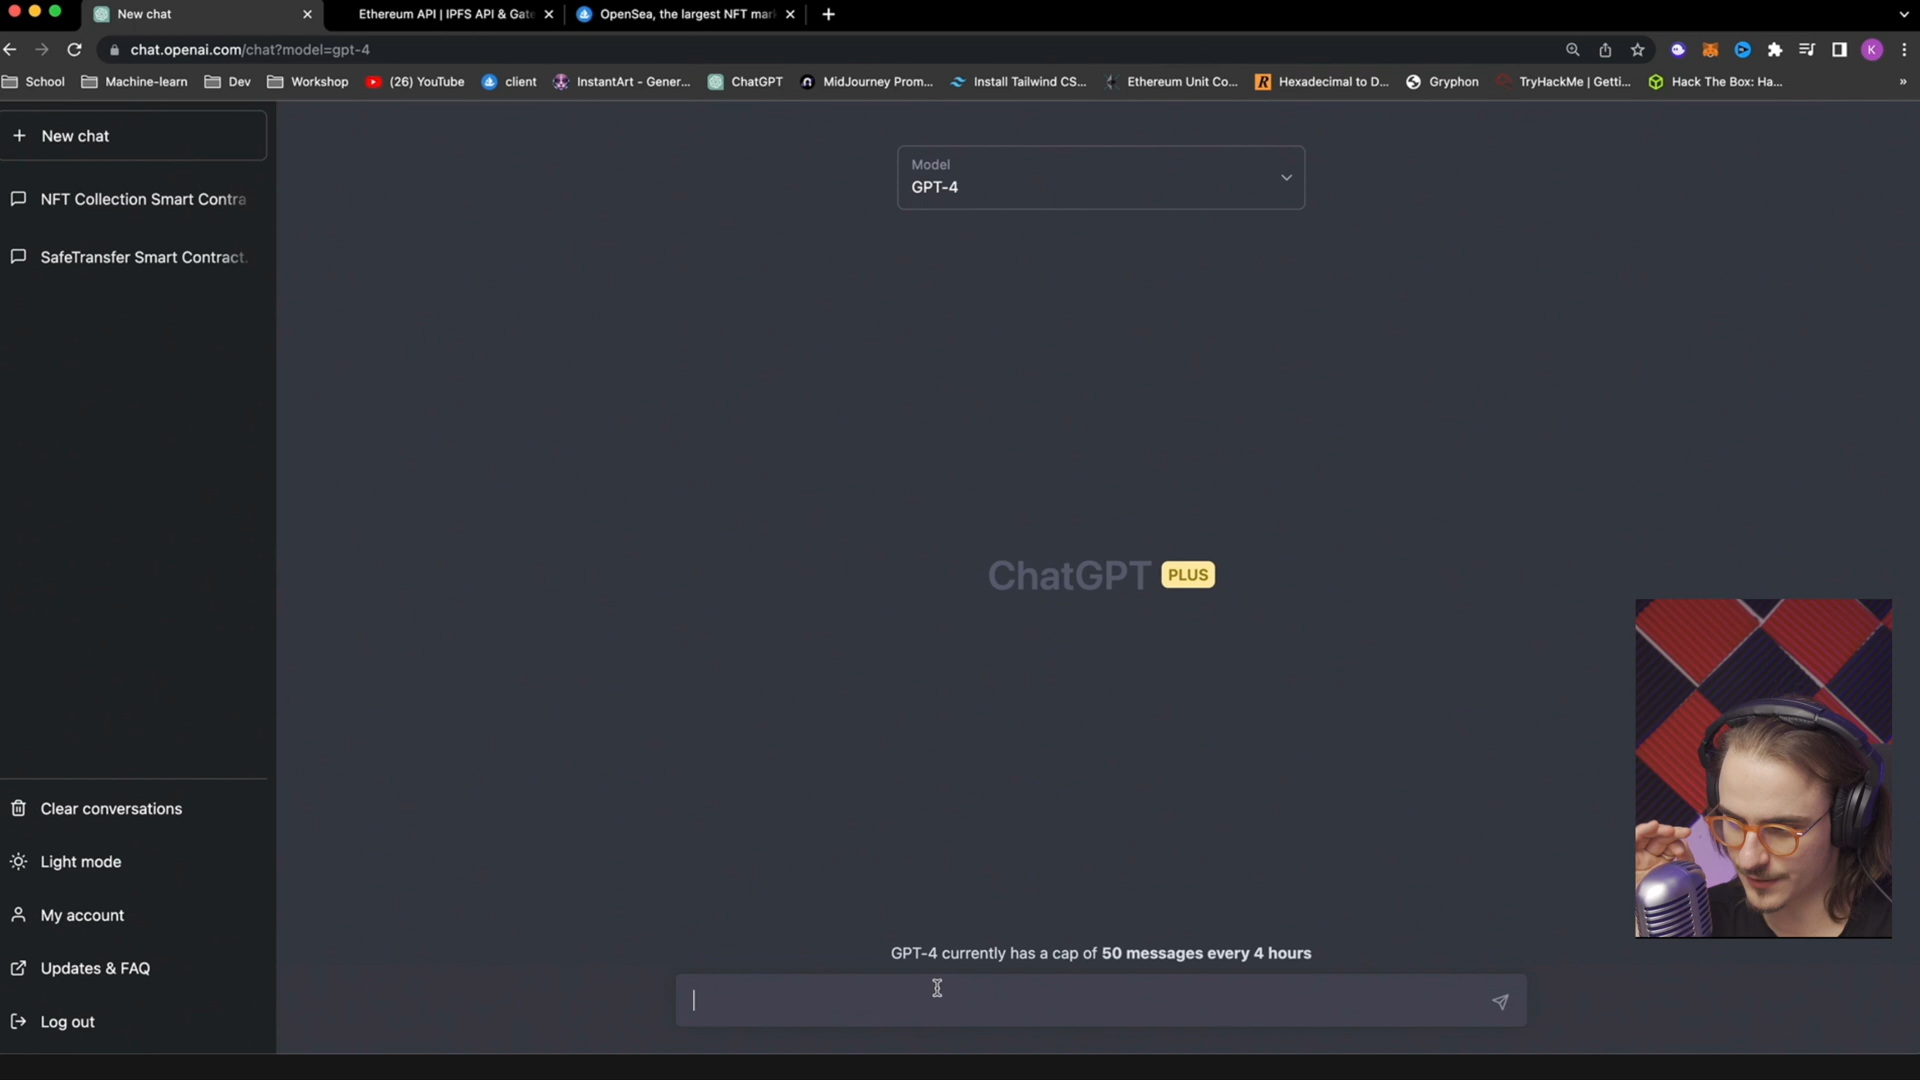 New chat
Ethereum API | IPFS API & Gate
OpenSea, the largest NFT mar
chat.openai.com/chat?model=gpt-4
K
School
Machine-learn
Dev
Workshop
(26) YouTube
client
InstantArt - Gener...
ChatGPT
MidJourney Prom...
Install Tailwind CS...
Ethereum Unit Co...
Hexadecimal to D...
Gryphon
TryHackMe | Getti...
Hack The Box: Ha...
»
New chat
NFT Collection Smart Contra
SafeTransfer Smart Contract.
Model
GPT-4
ChatGPT PLUS
Clear conversations
Light mode
My account
Updates & FAQ
Log out
GPT-4 currently has a cap of 50 messages every 4 hours